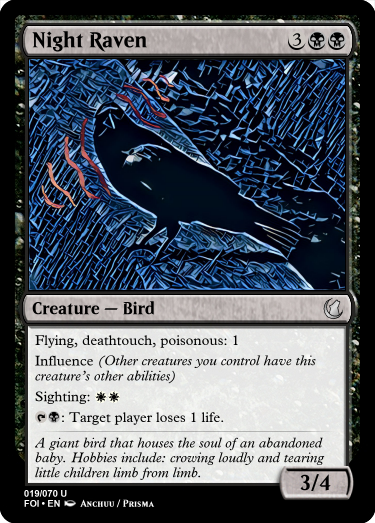 Night Raven 3
Creature — Bird
Flying, deathtouch, poisonous: 1
Influence (Other creatures you control have this
creature's other abilities)
Sighting:
: Target player loses 1 life.
A giant bird that houses the soul of an abandoned
baby. Hobbies include: crowing loudly and tearing
little children limb from limb.
3/4
019/070 U
FOI • EN Anchuu / Prisma